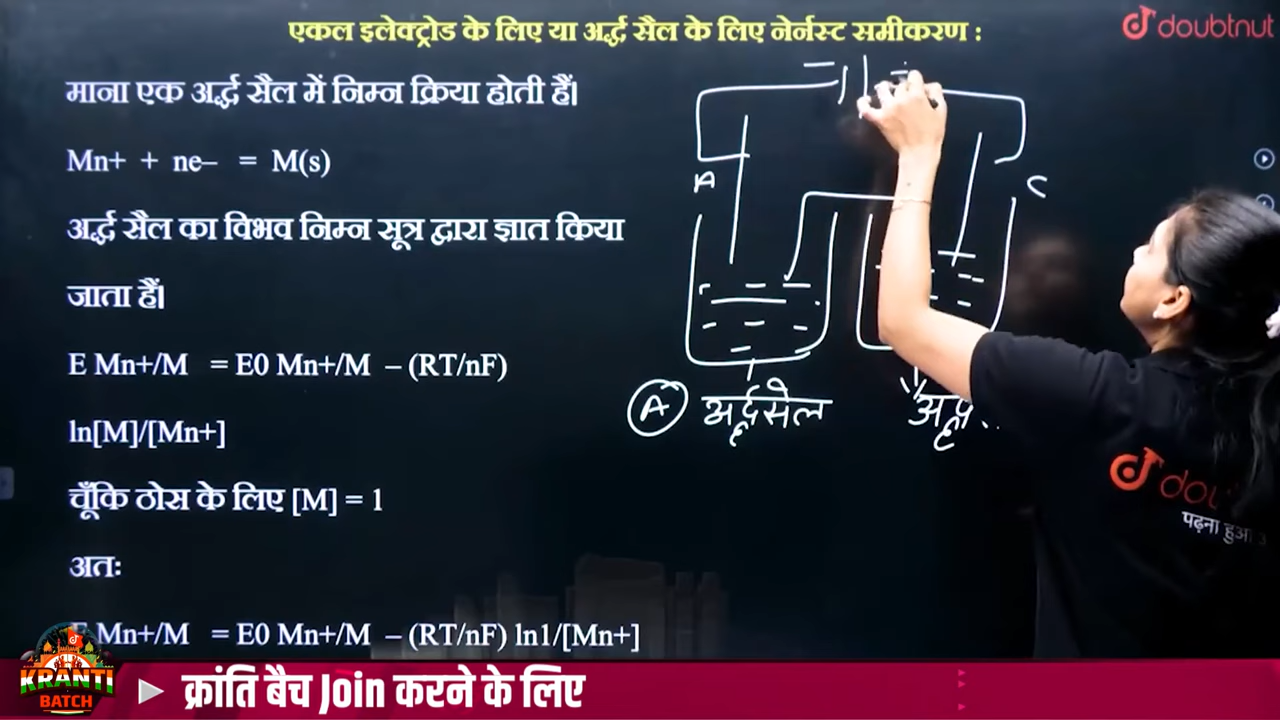 एकल इलेक्ट्रोड के लिए या अर्द्ध सैल के लिए नेर्नस्ट समीकरण :
doubtnut
माना एक अर्द्ध सैल में निम्न क्रिया होती हैं।
Mn+ + ne– = M(s)
अर्द्ध सैल का विभव निम्न सूत्र द्वारा ज्ञात किया
जाता हैं।
E Mn+/M = E0 Mn+/M – (RT/nF)
ln[M]/[Mn+]
चूँकि ठोस के लिए [M] = 1
अतः
E Mn+/M = E0 Mn+/M – (RT/nF) ln1/[Mn+]
A
C
A अर्द्धसेल
अर्द्ध
पढ़ना हुआ
KRANTI
BATCH
क्रांति बैच Join करने के लिए